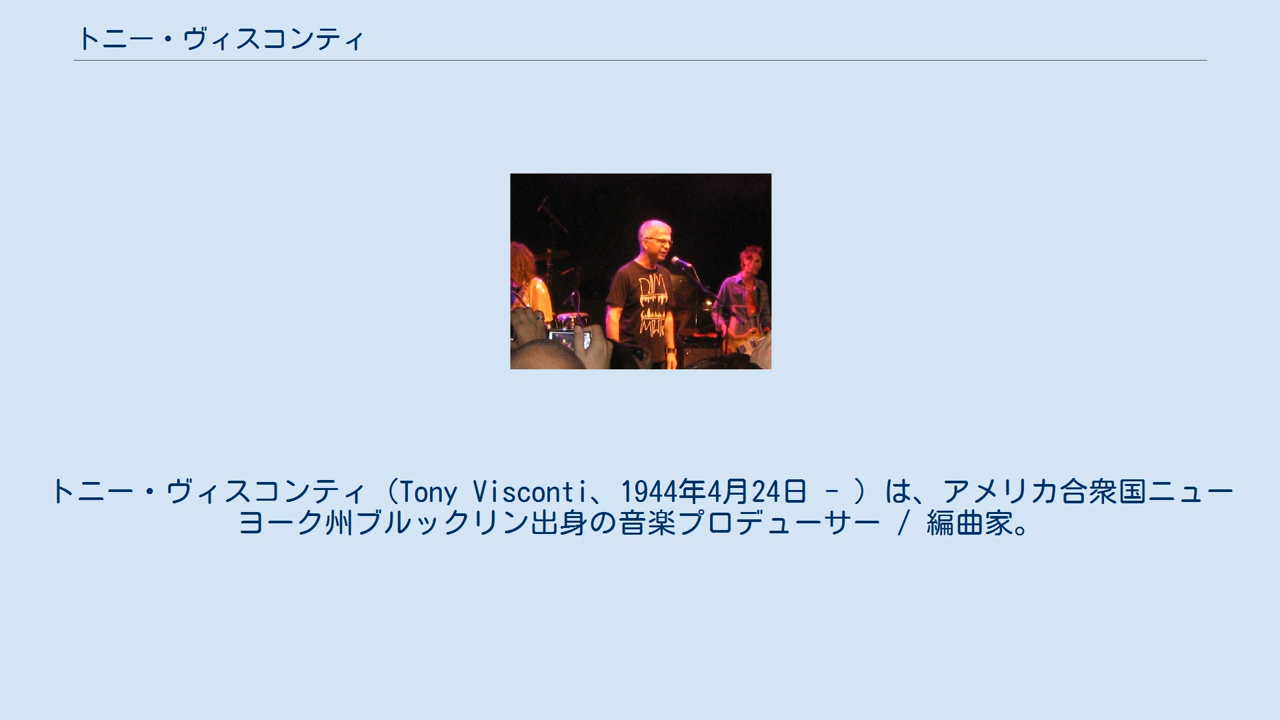 トニー・ヴィスコンティ
トニー・ヴィスコンティ（Tony Visconti、1944年4月24日 - ）は、アメリカ合衆国ニュー
ヨーク州ブルックリン出身の音楽プロデューサー / 編曲家。